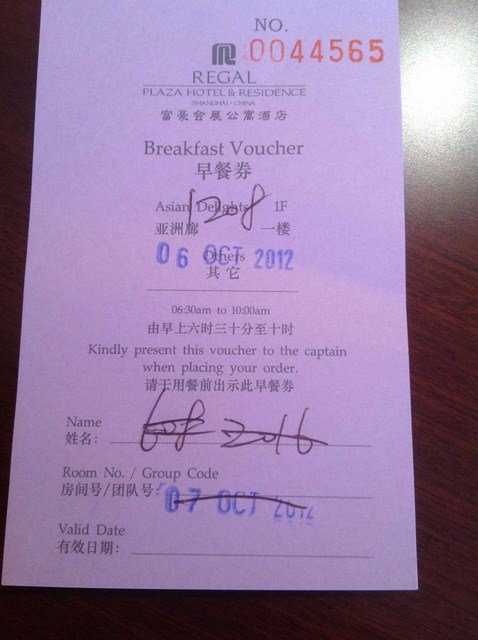 NO.
0044565
REGAL
PLAZA HOTEL & RESIDENCE
SHANGHAI • CHINA
富豪会展公寓酒店
Breakfast Voucher
早餐券
Asian Delights 1F
1208
亚洲廊 一楼
06 OCT 2012
Others
其它
06:30am to 10:00am
由早上六时三十分至十时
Kindly present this voucher to the captain
when placing your order.
请于用餐前出示此早餐券
Name
姓名: 608 2016
Room No. / Group Code
房间号/团队号:
07 OCT 2012
Valid Date
有效日期: